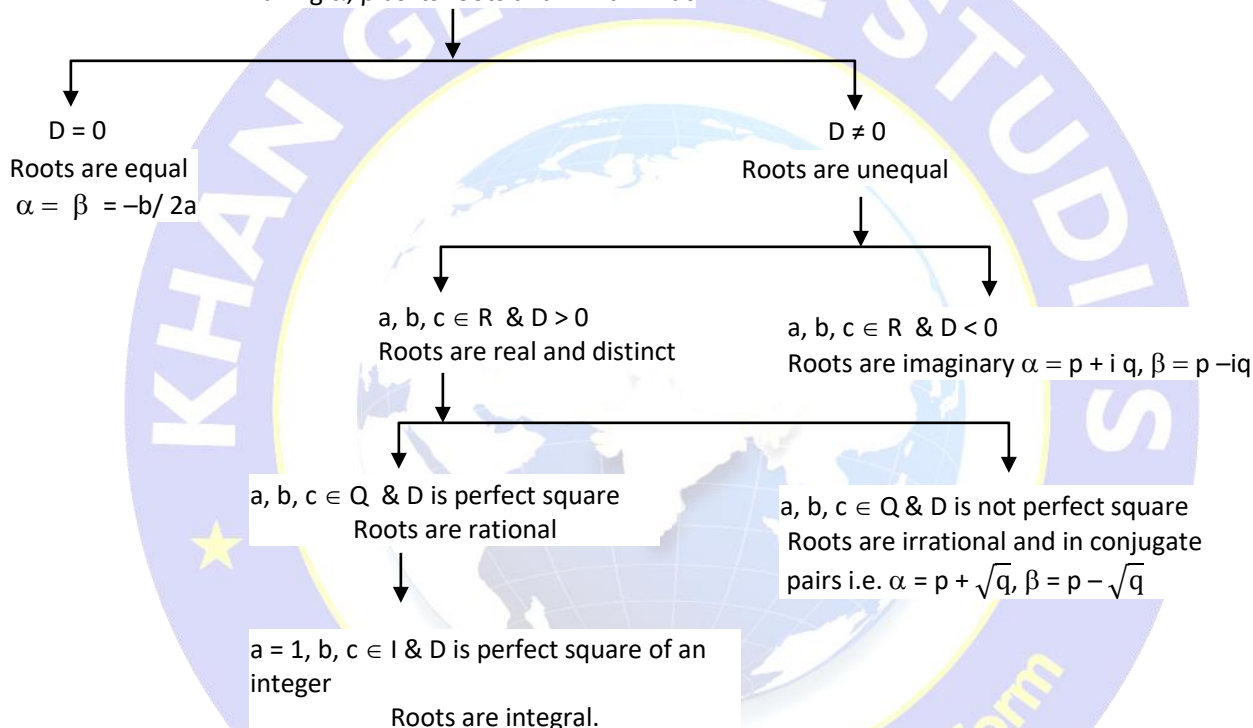 D = 0
Roots are equal
α = β = –b/ 2a
D ≠ 0
Roots are unequal
a, b, c ∈ R & D > 0
Roots are real and distinct
a, b, c ∈ R & D < 0
Roots are imaginary α = p + i q, β = p –iq
a, b, c ∈ Q & D is perfect square
Roots are rational
a, b, c ∈ Q & D is not perfect square
Roots are irrational and in conjugate
pairs i.e. α = p + √q, β = p – √q
a = 1, b, c ∈ I & D is perfect square of an
integer
Roots are integral.
KHAN G STUDI S